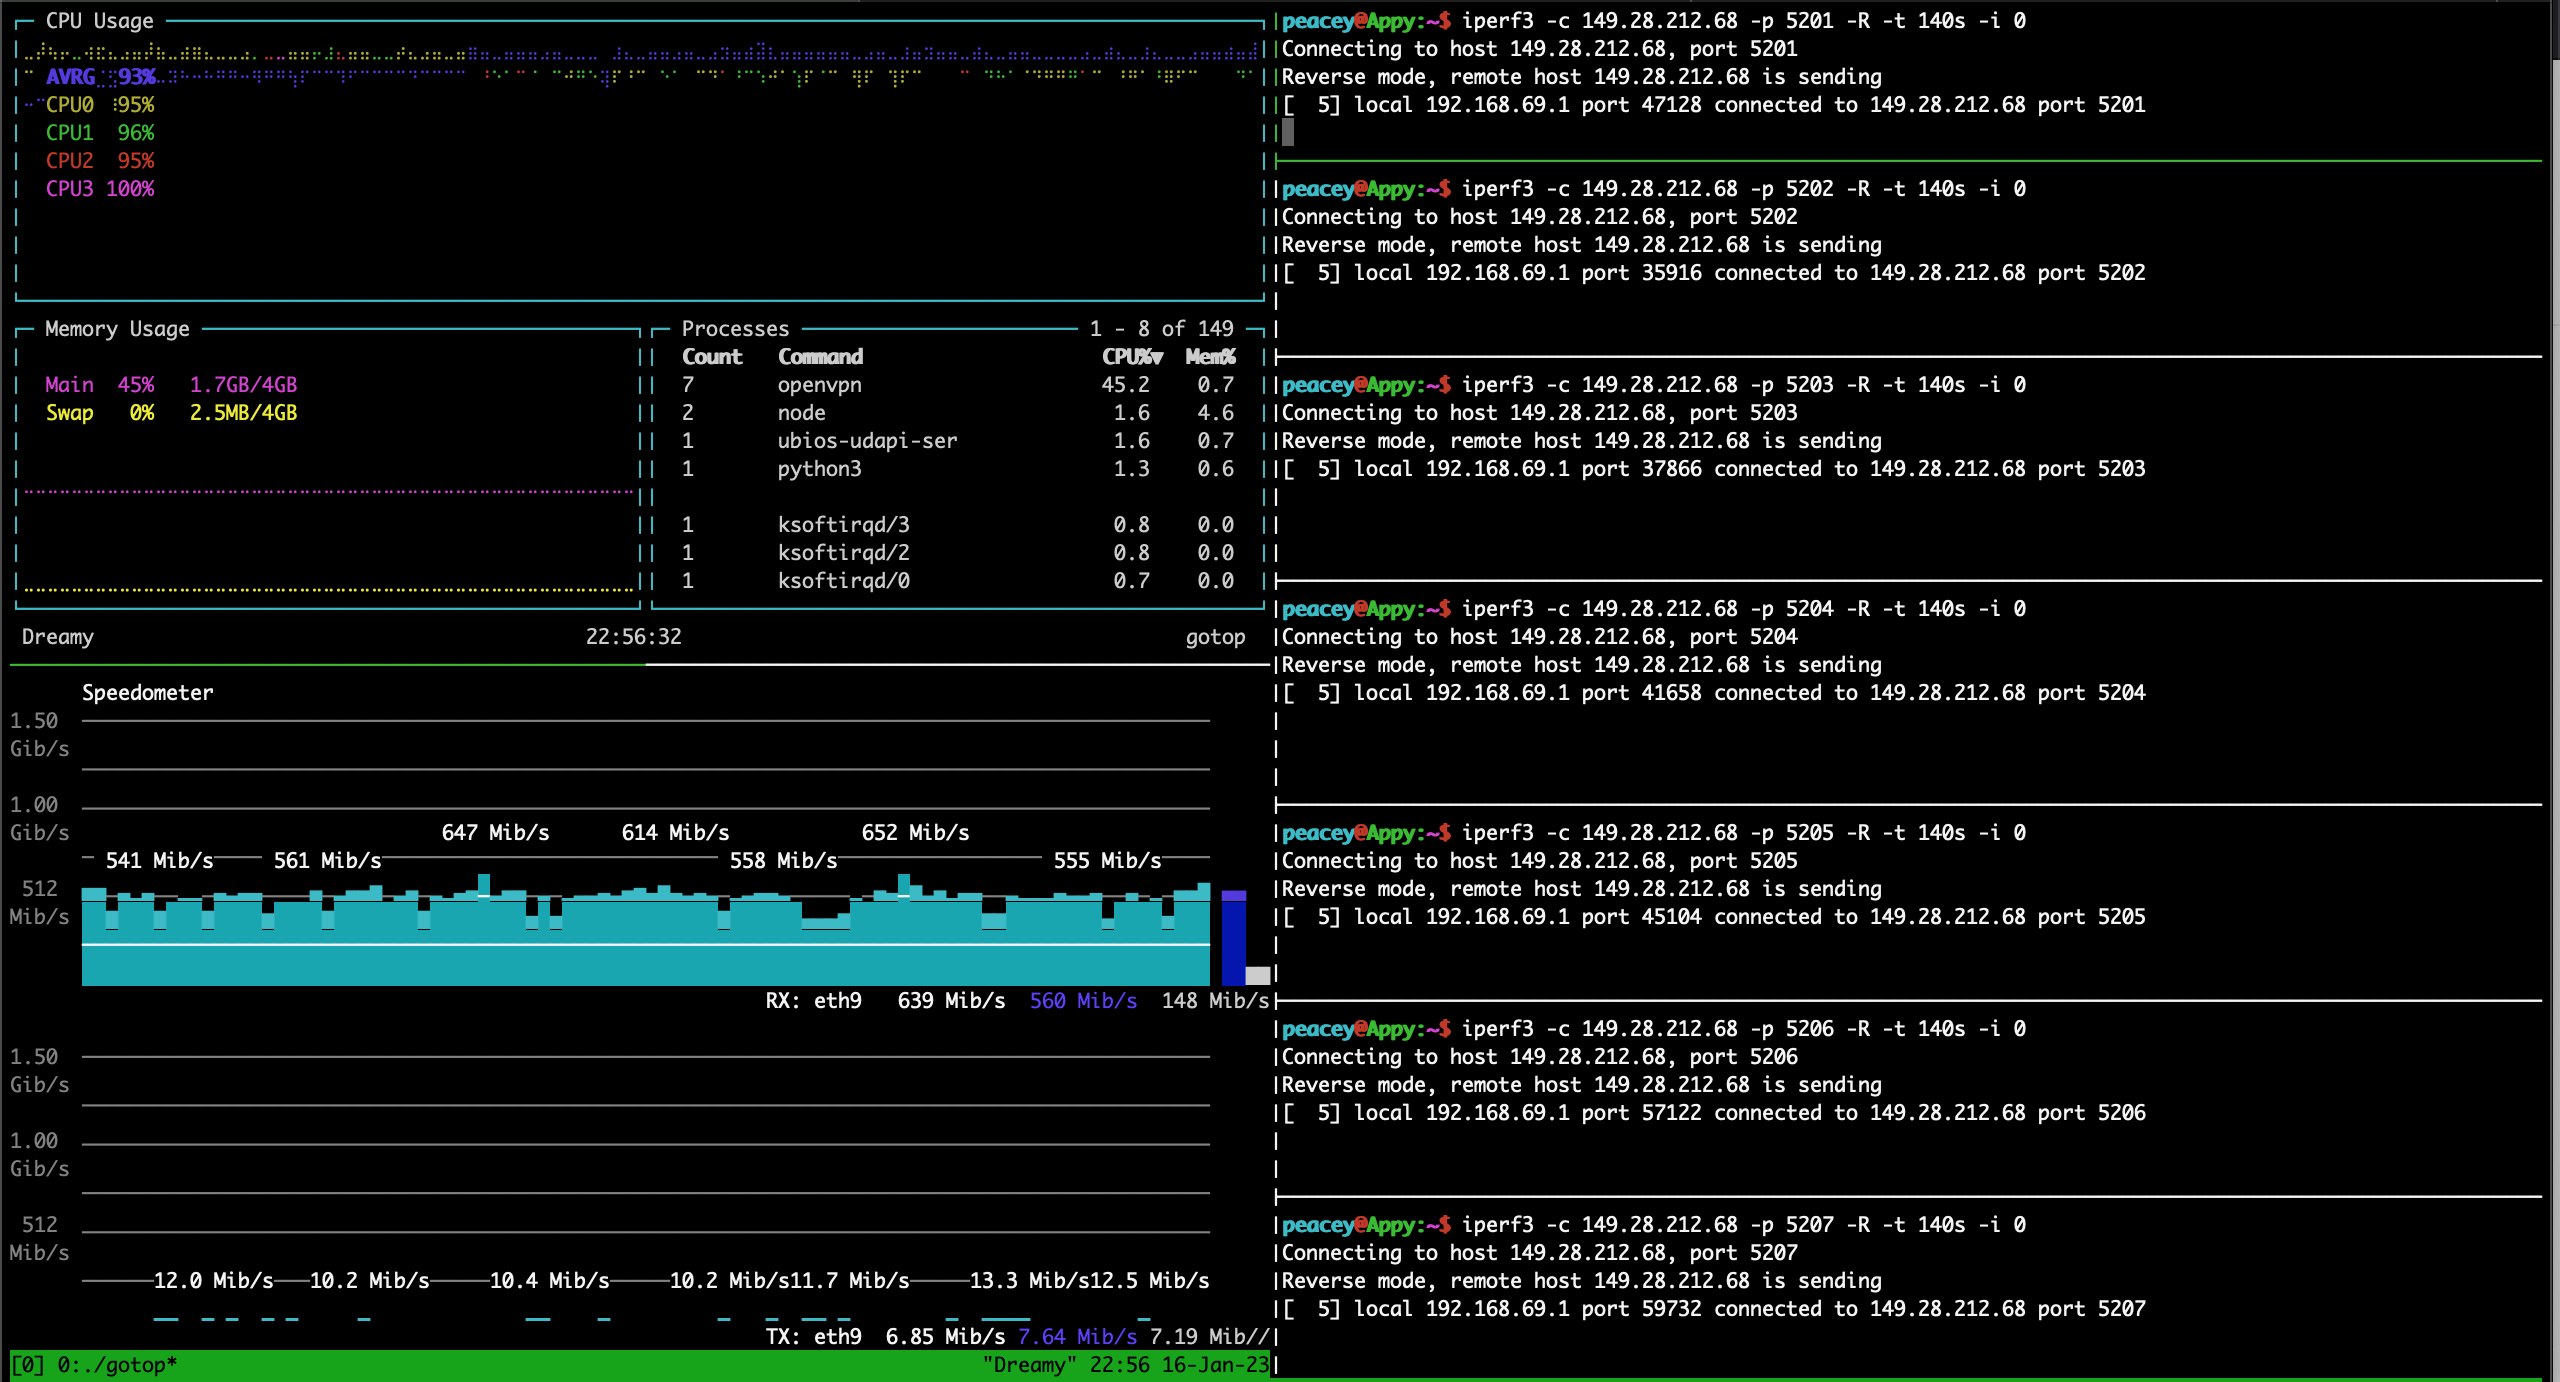 CPU Usage
AVRG 93%
CPU0 95%
CPU1 96%
CPU2 95%
CPU3 100%
Memory Usage
Main 45% 1.7GB/4GB
Swap 0% 2.5MB/4GB
Processes 1 - 8 of 149
Count Command CPU%▼ Mem%
7 openvpn 45.2 0.7
2 node 1.6 4.6
1 ubios-udapi-ser 1.6 0.7
1 python3 1.3 0.6
1 ksoftirqd/3 0.8 0.0
1 ksoftirqd/2 0.8 0.0
1 ksoftirqd/0 0.7 0.0
Dreamy 22:56:32 gotop
Speedometer
1.50
Gib/s
1.00
Gib/s 647 Mib/s 614 Mib/s 652 Mib/s
541 Mib/s 561 Mib/s 558 Mib/s 555 Mib/s
512
Mib/s
RX: eth9 639 Mib/s 560 Mib/s 148 Mib/s
1.50
Gib/s
1.00
Gib/s
512
Mib/s
12.0 Mib/s 10.2 Mib/s 10.4 Mib/s 10.2 Mib/s11.7 Mib/s 13.3 Mib/s12.5 Mib/s
TX: eth9 6.85 Mib/s 7.64 Mib/s 7.19 Mib//
[0] 0:./gotop* "Dreamy" 22:56 16-Jan-23
peacey@Appy:~$ iperf3 -c 149.28.212.68 -p 5201 -R -t 140s -i 0
Connecting to host 149.28.212.68, port 5201
Reverse mode, remote host 149.28.212.68 is sending
[  5] local 192.168.69.1 port 47128 connected to 149.28.212.68 port 5201
peacey@Appy:~$ iperf3 -c 149.28.212.68 -p 5202 -R -t 140s -i 0
Connecting to host 149.28.212.68, port 5202
Reverse mode, remote host 149.28.212.68 is sending
[  5] local 192.168.69.1 port 35916 connected to 149.28.212.68 port 5202
peacey@Appy:~$ iperf3 -c 149.28.212.68 -p 5203 -R -t 140s -i 0
Connecting to host 149.28.212.68, port 5203
Reverse mode, remote host 149.28.212.68 is sending
[  5] local 192.168.69.1 port 37866 connected to 149.28.212.68 port 5203
peacey@Appy:~$ iperf3 -c 149.28.212.68 -p 5204 -R -t 140s -i 0
Connecting to host 149.28.212.68, port 5204
Reverse mode, remote host 149.28.212.68 is sending
[  5] local 192.168.69.1 port 41658 connected to 149.28.212.68 port 5204
peacey@Appy:~$ iperf3 -c 149.28.212.68 -p 5205 -R -t 140s -i 0
Connecting to host 149.28.212.68, port 5205
Reverse mode, remote host 149.28.212.68 is sending
[  5] local 192.168.69.1 port 45104 connected to 149.28.212.68 port 5205
peacey@Appy:~$ iperf3 -c 149.28.212.68 -p 5206 -R -t 140s -i 0
Connecting to host 149.28.212.68, port 5206
Reverse mode, remote host 149.28.212.68 is sending
[  5] local 192.168.69.1 port 57122 connected to 149.28.212.68 port 5206
peacey@Appy:~$ iperf3 -c 149.28.212.68 -p 5207 -R -t 140s -i 0
Connecting to host 149.28.212.68, port 5207
Reverse mode, remote host 149.28.212.68 is sending
[  5] local 192.168.69.1 port 59732 connected to 149.28.212.68 port 5207